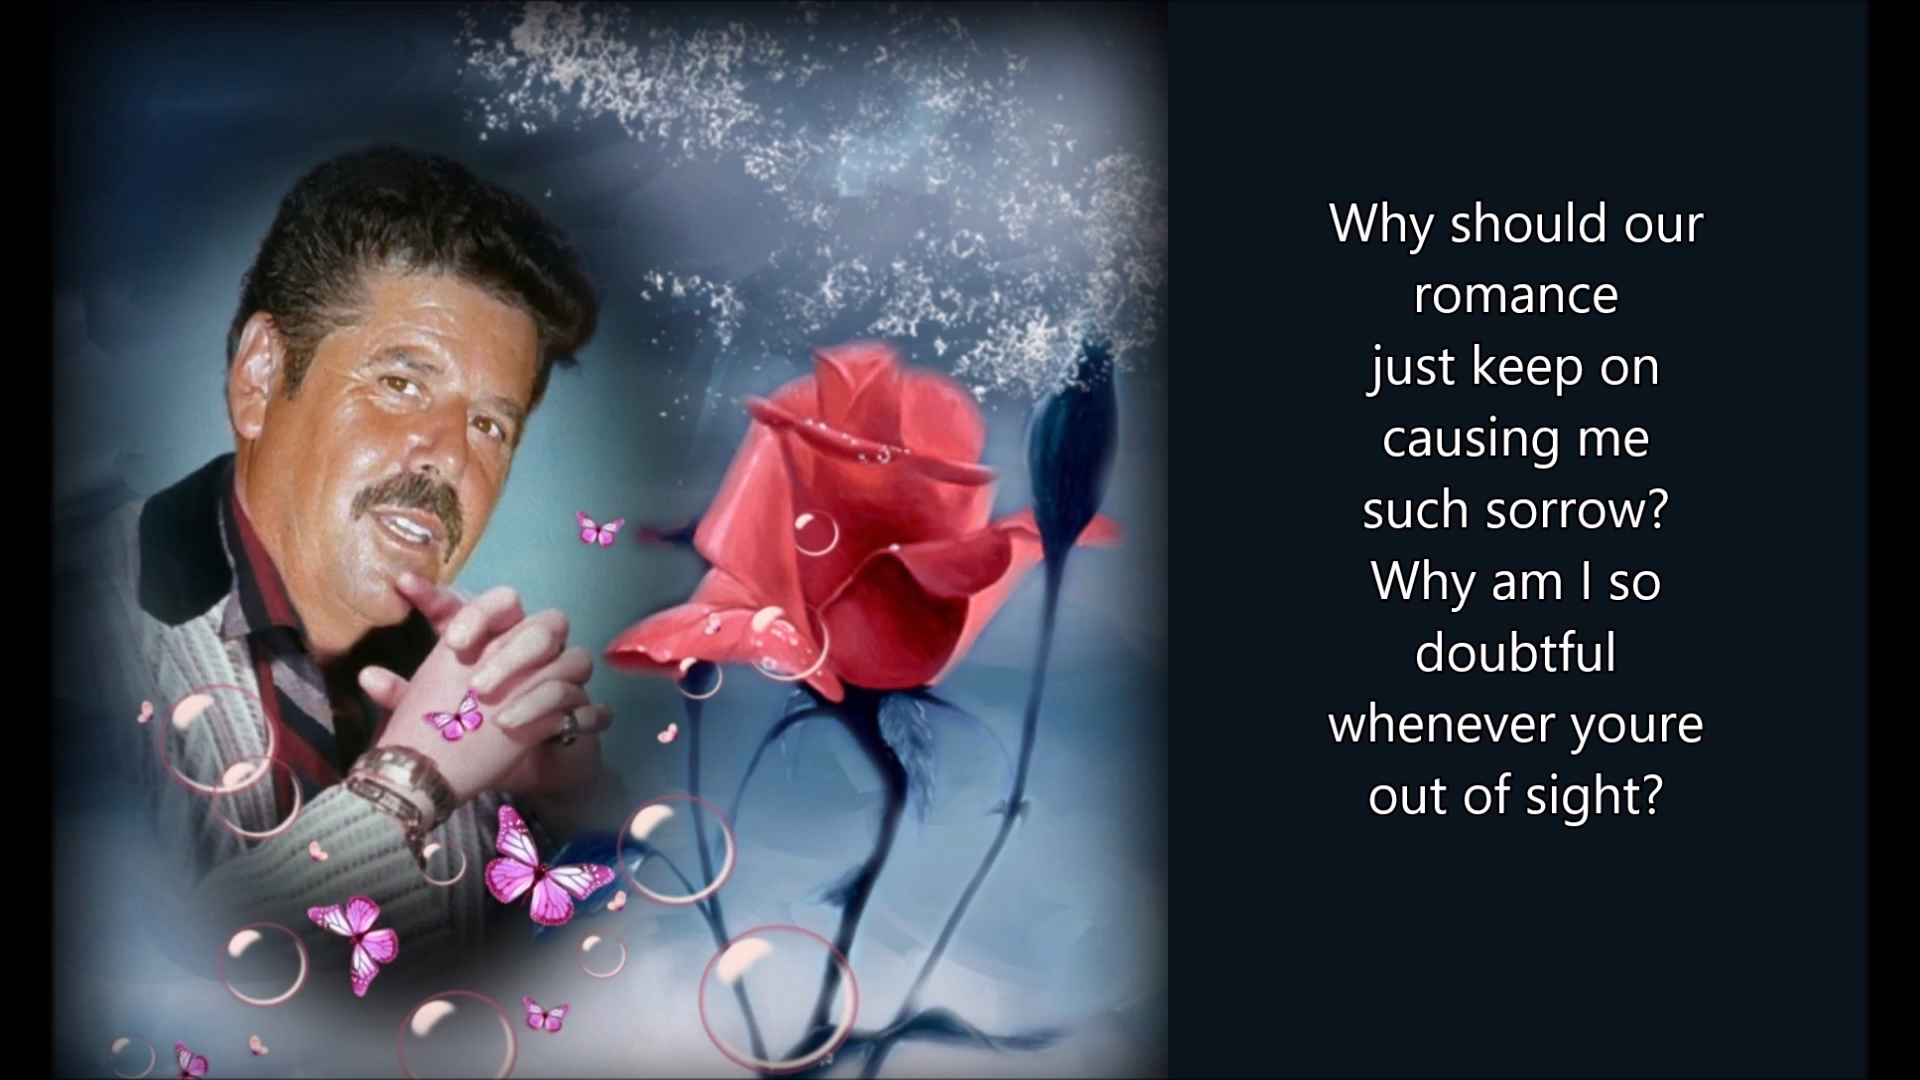 Why should our
romance
just keep on
causing me
such sorrow?
Why am I so
doubtful
whenever youre
out of sight?